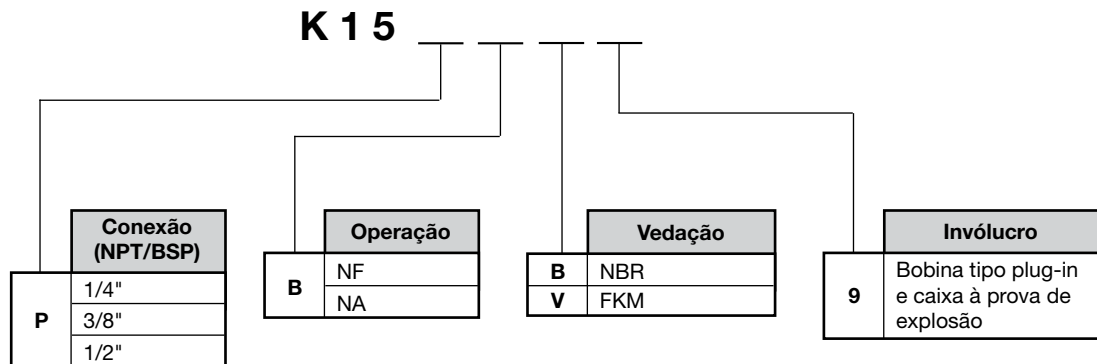 K 1 5
Conexão
(NPT/BSP)
P
1/4"
3/8"
1/2"
Operação
B
NF
NA
Vedação
B NBR
V FKM
Invólucro
9
Bobina tipo plug-in
e caixa à prova de
explosão